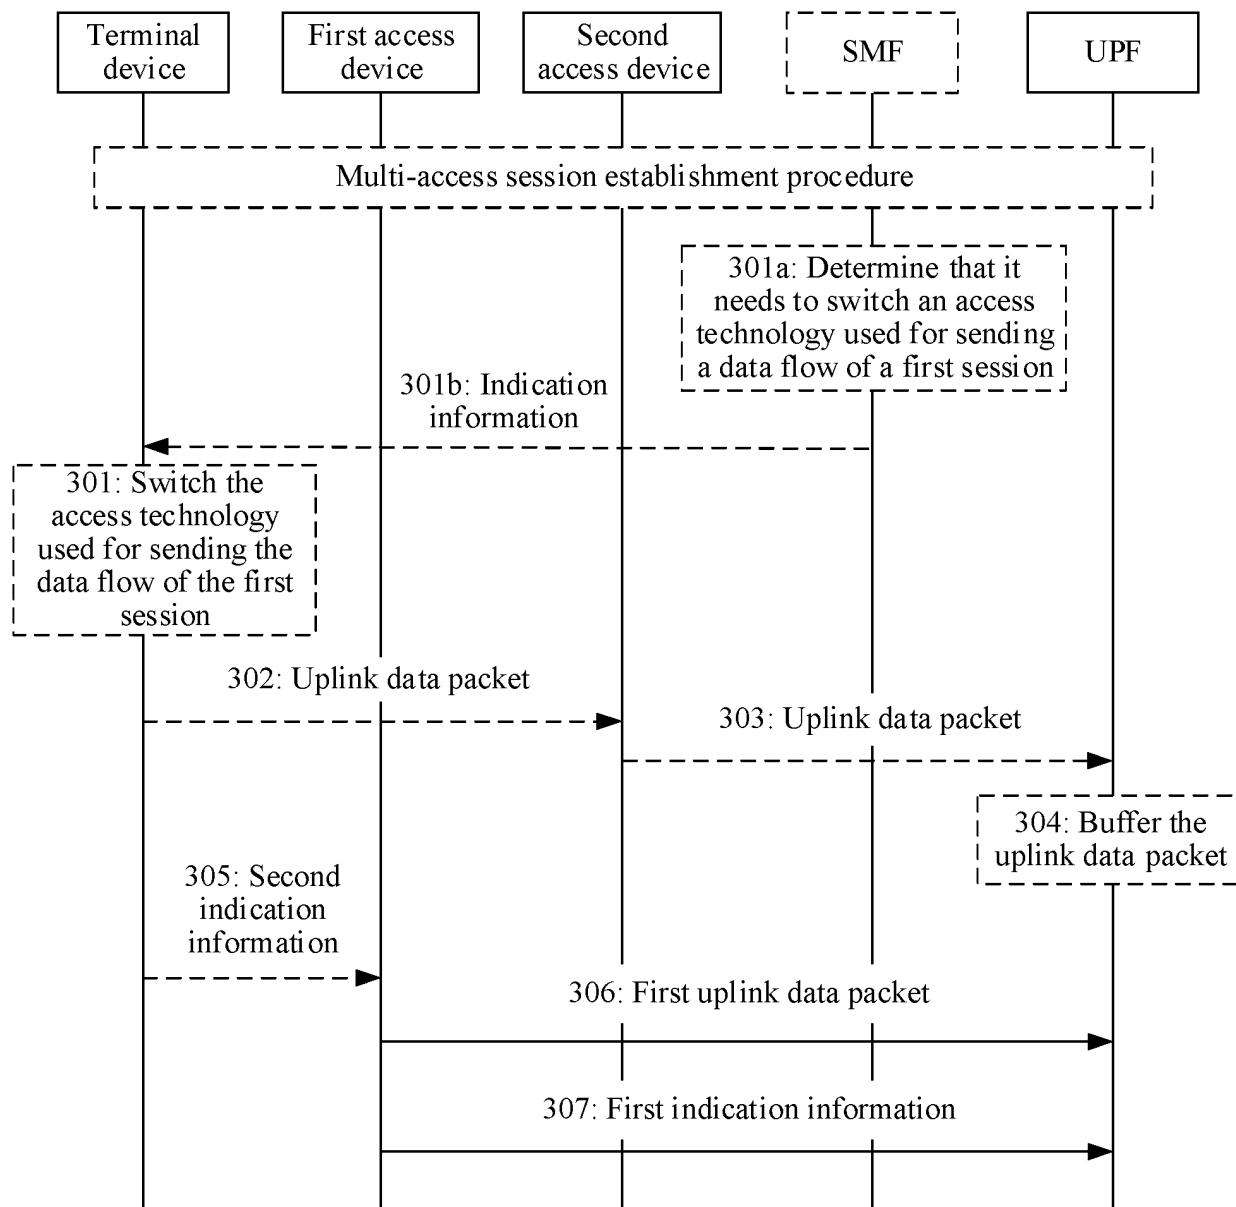 Terminal
device
First access
device
Second
access device
SMF
UPF
Multi-access session establishment procedure
301a: Determine that it
needs to switch an access
technology used for sending
a data flow of a first session
301b: Indication
information
301: Switch the
access technology
used for sending the
data flow of the first
session
302: Uplink data packet
303: Uplink data packet
304: Buffer the
uplink data packet
305: Second
indication
information
306: First uplink data packet
307: First indication information